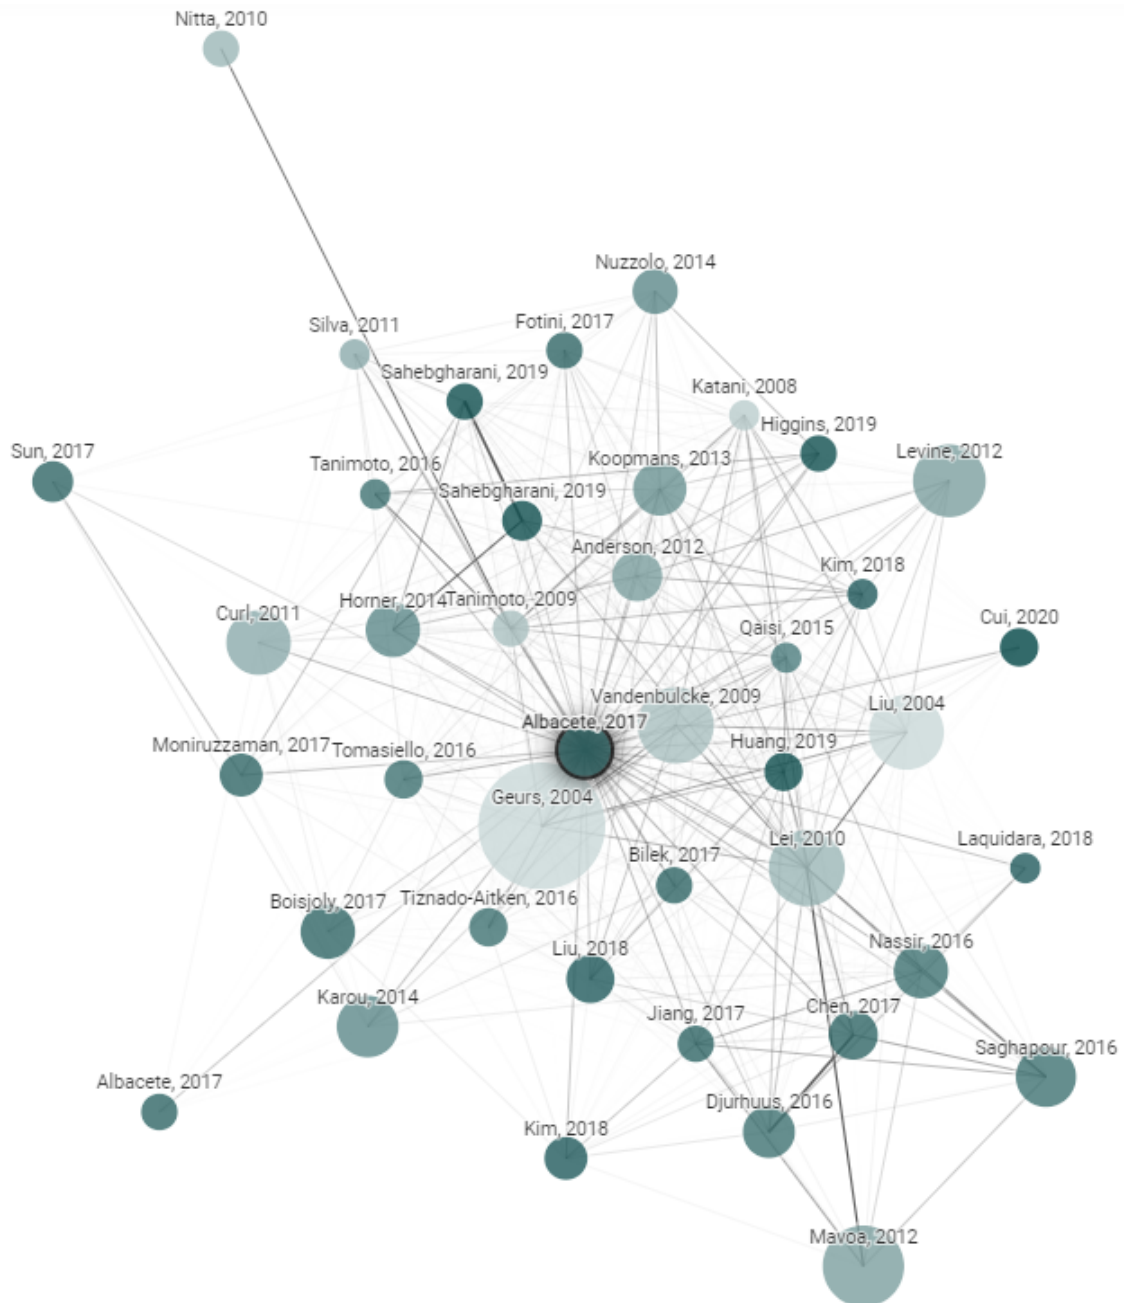 Nitta, 2010
Nuzzolo, 2014
Silva, 2011
Fotini, 2017
Sahebgharani, 2019
Katani, 2008
Higgins, 2019
Sun, 2017
Tanimoto, 2016
Koopmans, 2013
Levine, 2012
Sahebgharani, 2019
Anderson, 2012
Kim, 2018
Curl, 2011
Horner, 2014
Tanimoto, 2009
Qaisi, 2015
Cui, 2020
Vandenbulcke, 2009
Liu, 2004
Albacete, 2017
Moniruzzaman, 2017
Tomasiello, 2016
Huang, 2019
Geurs, 2004
Lei, 2010
Laquidara, 2018
Bilek, 2017
Boisjoly, 2017
Tiznado-Aitken, 2016
Liu, 2018
Nassir, 2016
Karou, 2014
Jiang, 2017
Chen, 2017
Saghapour, 2016
Albacete, 2017
Djurhuus, 2016
Kim, 2018
Mavoa, 2012